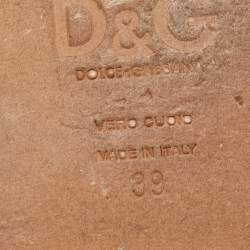 D&G
DOLCE & GABBANA
VERO CUOIO
MADE IN ITALY
39